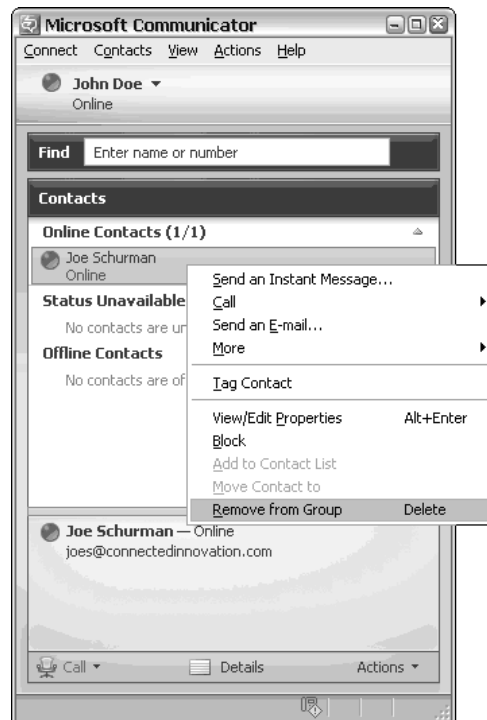 Microsoft Communicator
Connect Contacts View Actions Help
John Doe
Online
Find Enter name or number
Contacts
Online Contacts (1/1)
Joe Schurman
Online
Status Unavailable
No contacts are
Offline Contacts
No contacts are of
Send an Instant Message...
Call
Send an E-mail...
More
Tag Contact
View/Edit Properties Alt+Enter
Block
Add to Contact List
Move Contact to
Remove from Group Delete
Joe Schurman — Online
joes@connectedinnovation.com
Call Details Actions